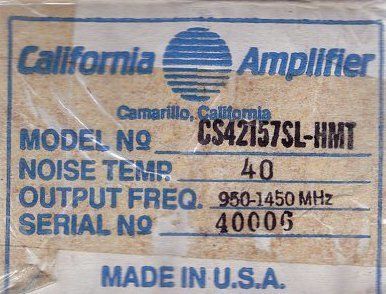 California Amplifier
Camarillo, California
MODEL NO CS42157SL-HMT
NOISE TEMP. 40
OUTPUT FREQ. 950-1450 MHz
SERIAL NO 40006
MADE IN U.S.A.